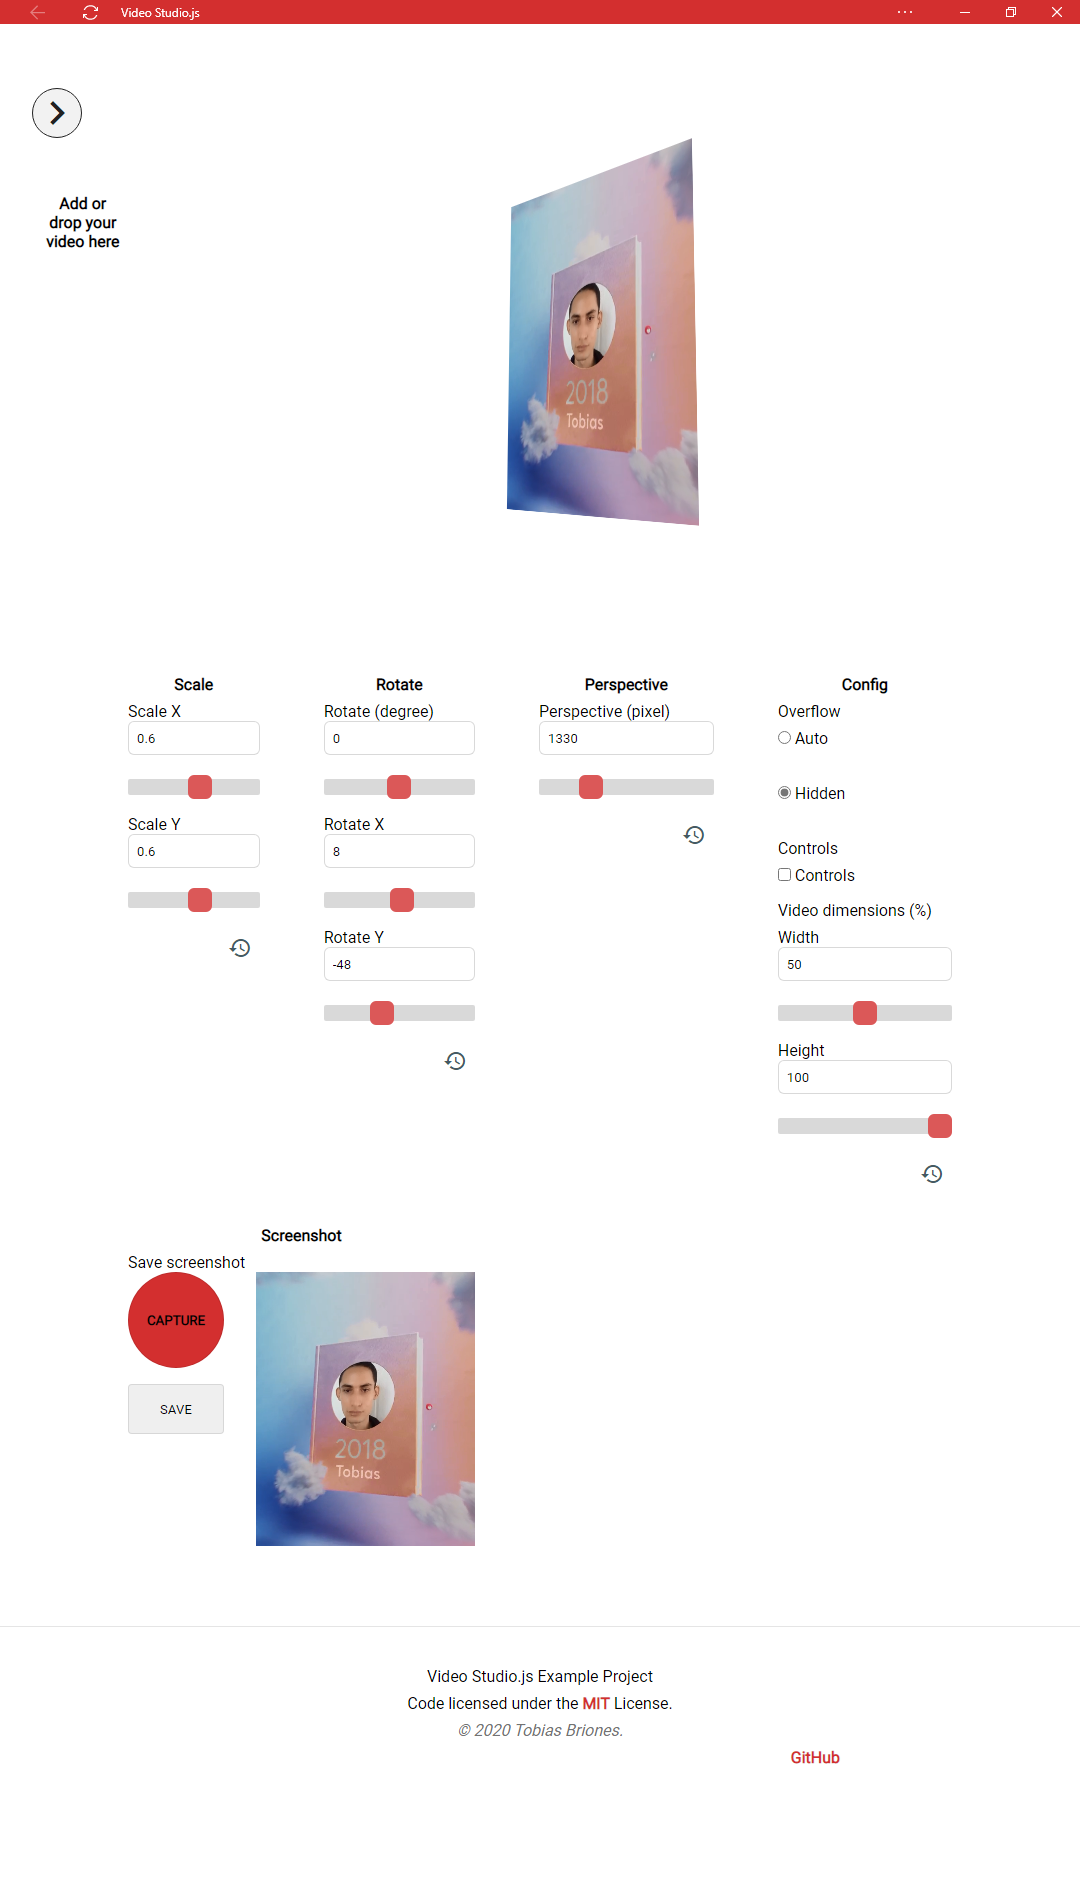 Video Studio.js
Add or
drop your
video here
2018
Tobias
Scale
Scale X
0.6
Scale Y
0.6
Rotate
Rotate (degree)
0
Rotate X
8
Rotate Y
-48
Perspective
Perspective (pixel)
1330
Config
Overflow
Auto
Hidden
Controls
Controls
Video dimensions (%)
Width
50
Height
100
Screenshot
Save screenshot
CAPTURE
SAVE
2018
Tobias
Video Studio.js Example Project
Code licensed under the MIT License.
© 2020 Tobias Briones.
GitHub